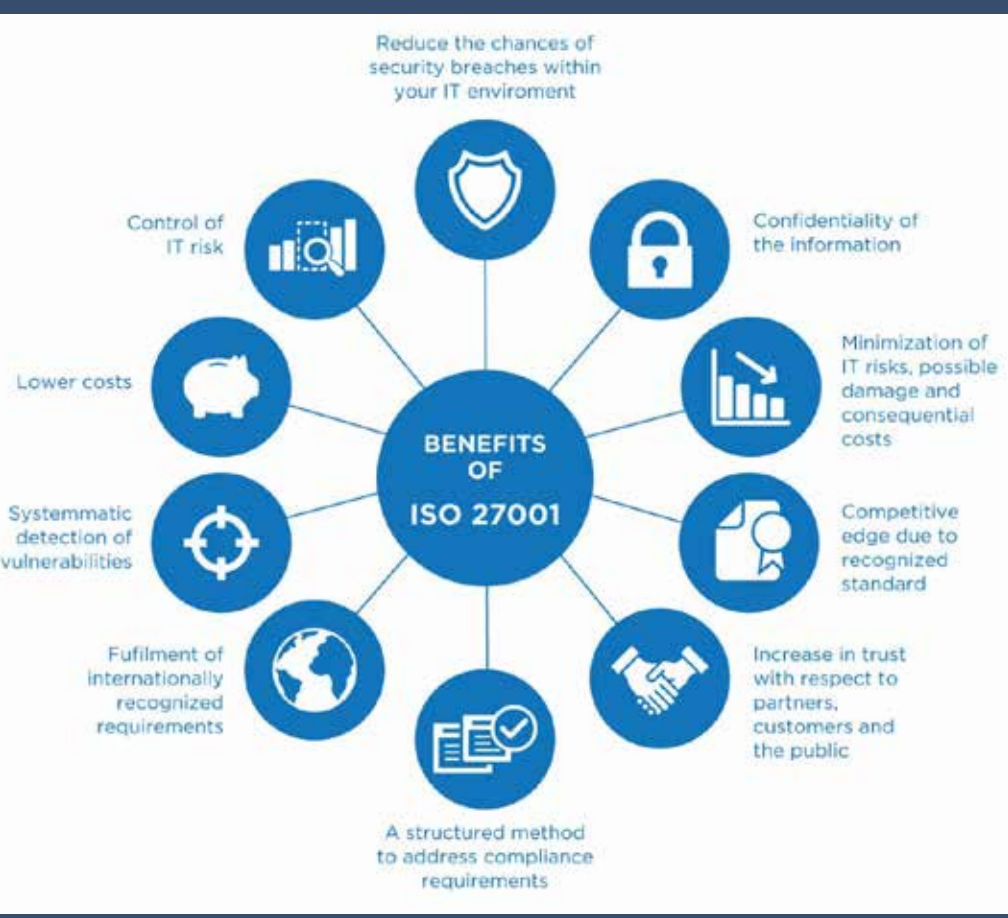 Reduce the chances of
security breaches within
your IT enviroment
Confidentiality of
the information
Minimization of
IT risks, possible
damage and
consequential
costs
Competitive
edge due to
recognized
standard
Increase in trust
with respect to
partners,
customers and
the public
A structured method
to address compliance
requirements
Fufilment of
internationally
recognized
requirements
Systemmatic
detection of
vulnerabilities
Lower costs
Control of
IT risk
BENEFITS
OF
ISO 27001